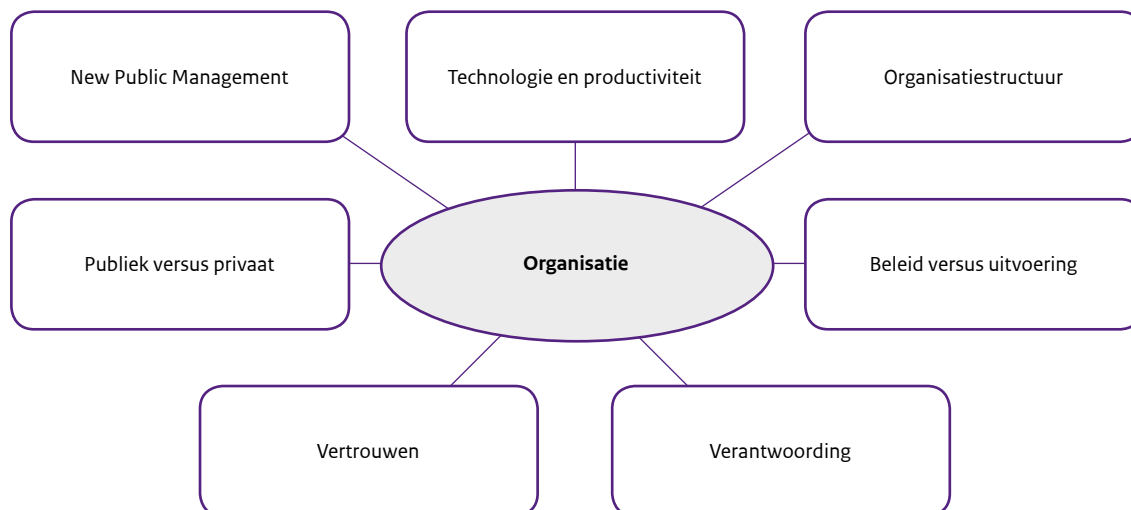 New Public Management
Technologie en productiviteit
Organisatiestructuur
Publiek versus privaat
Organisatie
Beleid versus uitvoering
Vertrouwen
Verantwoording